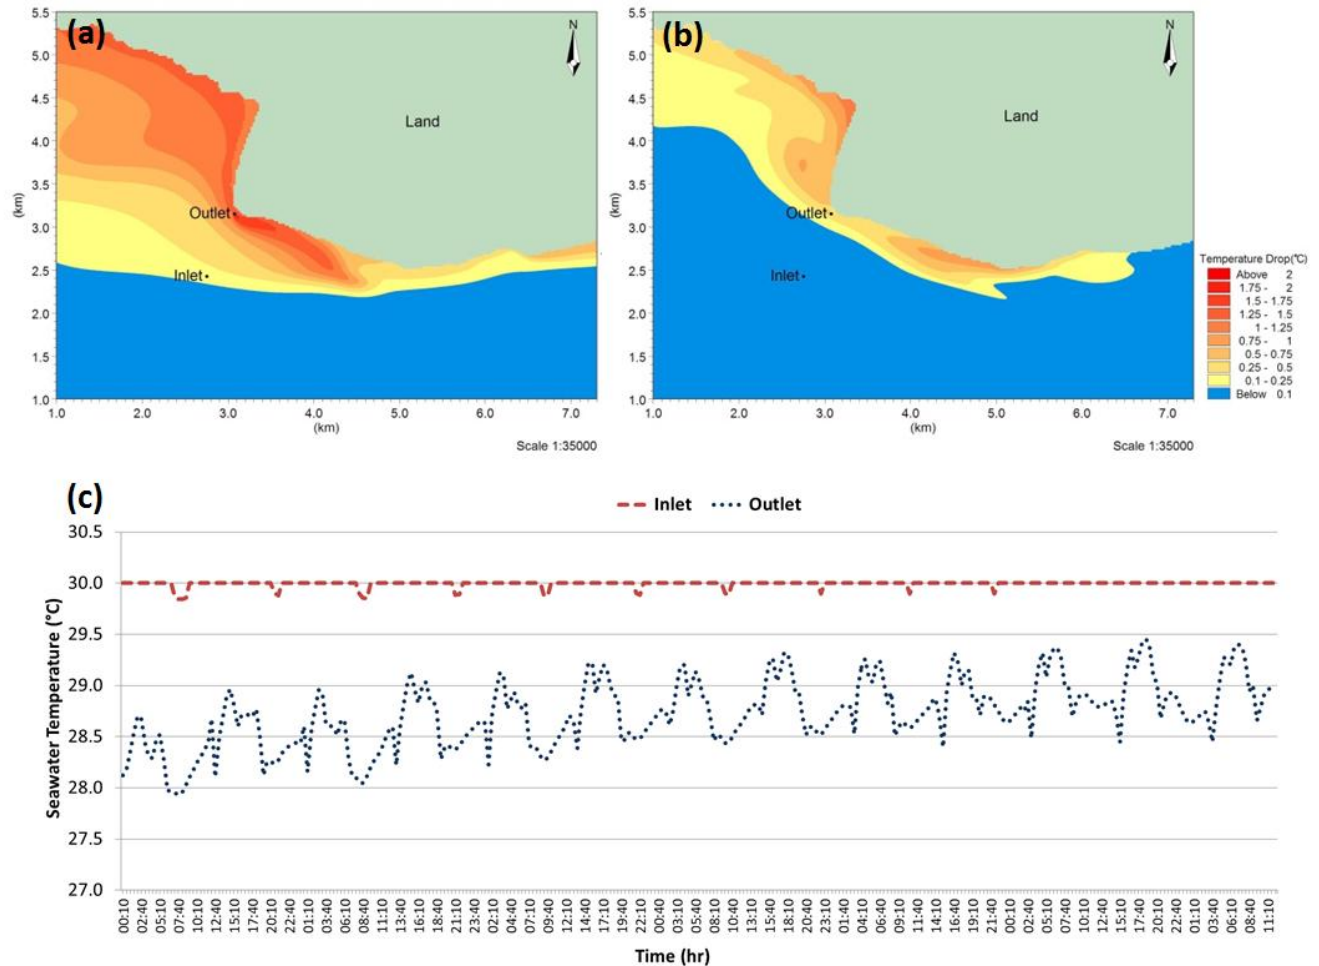 (a)
5.5
5.0
4.5
4.0
3.5
3.0
2.5
2.0
1.5
1.0
(km)
N
Land
Outlet
Inlet
1.0 2.0 3.0 4.0 5.0 6.0 7.0
(km)
Scale 1:35000
(b)
5.5
5.0
4.5
4.0
3.5
3.0
2.5
2.0
1.5
1.0
(km)
N
Land
Outlet
Inlet
1.0 2.0 3.0 4.0 5.0 6.0 7.0
(km)
Scale 1:35000
Temperature Drop(°C)
Above 2
1.75 - 2
1.5 - 1.75
1.25 - 1.5
1 - 1.25
0.75 - 1
0.5 - 0.75
0.25 - 0.5
0.1 - 0.25
Below 0.1
(c)
Inlet Outlet
30.5
30.0
29.5
29.0
28.5
28.0
27.5
27.0
Seawater Temperature (°C)
00:10 02:40 05:10 07:40 10:10 12:40 15:10 17:40 20:10 22:40 01:10 03:40 06:10 08:40 11:10 13:40 16:10 18:40 21:10 23:40 02:10 04:40 07:10 09:40 12:10 14:40 17:10 19:40 22:10 00:40 03:10 05:40 08:10 10:40 13:10 15:40 18:10 20:40 23:10 01:40 04:10 06:40 09:10 11:40 14:10 16:40 19:10 21:40 00:10 02:40 05:10 07:40 10:10 12:40 15:10 17:40 20:10 22:40 01:10 03:40 06:10 08:40 11:10
Time (hr)